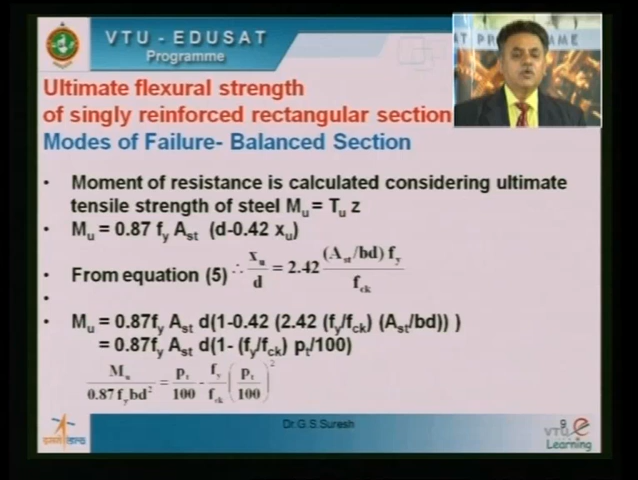 VTU - EDUSAT
Programme
AT PR AME
Ultimate flexural strength
of singly reinforced rectangular section
Modes of Failure- Balanced Section
• Moment of resistance is calculated considering ultimate
tensile strength of steel Mu = Tu z
• Mu = 0.87 fy Ast (d-0.42 xu)
• From equation (5) ∴ xu/d = 2.42 (Ast/bd) fy / fck
•
• Mu = 0.87fy Ast d(1-0.42 (2.42 (fy/fck) (Ast/bd)) )
= 0.87fy Ast d(1- (fy/fck) pt/100)
Mu / 0.87 fy bd² = pt/100 - fy/fck (pt/100)²
Dr.G.S.Suresh
9
VTU e
Learning